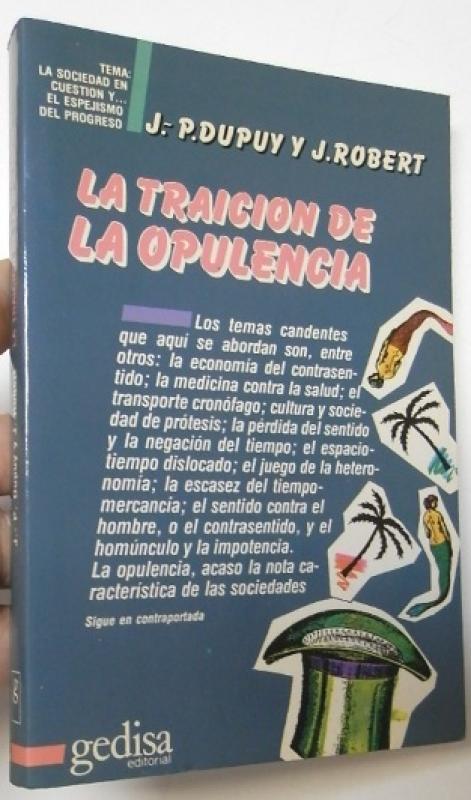 TEMA:
LA SOCIEDAD EN
CUESTION Y...
EL ESPEJISMO
DEL PROGRESO
J.-P. DUPUY Y J. ROBERT
LA TRAICION DE
LA OPULENCIA
Los temas candentes
que aquí se abordan son, entre
otros: la economía del contrasen-
tido; la medicina contra la salud; el
transporte cronófago; cultura y socie-
dad de prótesis; la pérdida del sentido
y la negación del tiempo; el espacio-
tiempo dislocado; el juego de la hetero-
nomía; la escasez del tiempo-
mercancía; el sentido contra el
hombre, o el contrasentido, y el
homúnculo y la impotencia.
La opulencia, acaso la nota ca-
racterística de las sociedades
Sigue en contraportada
gedisa
editorial